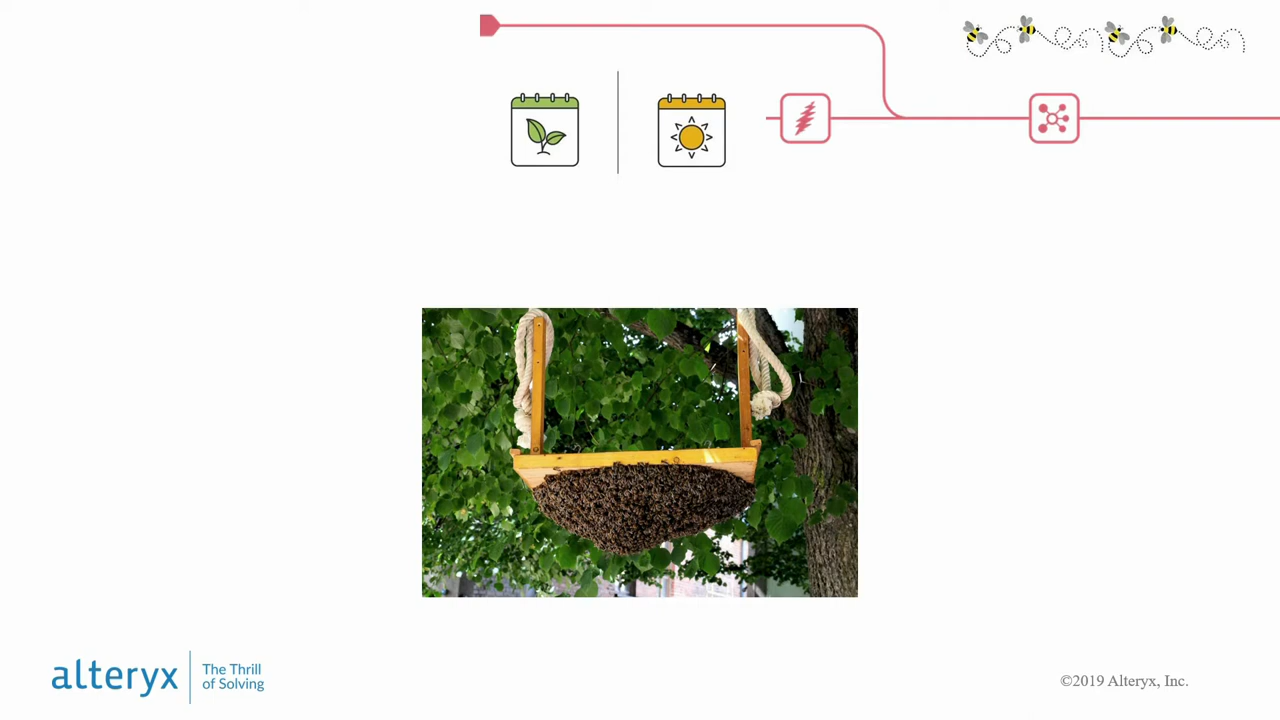 alteryx
The Thrill
of Solving
©2019 Alteryx, Inc.